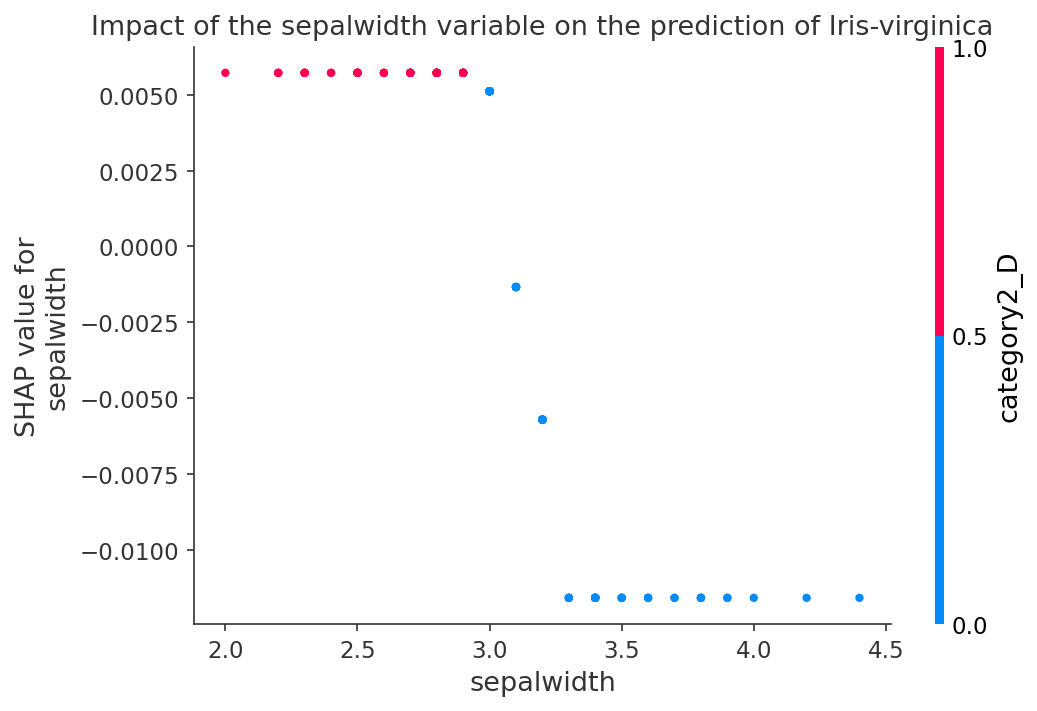 Impact of the sepalwidth variable on the prediction of Iris-virginica
0.0050
0.0025
0.0000
−0.0025
−0.0050
−0.0075
−0.0100
SHAP value for
sepalwidth
2.0 2.5 3.0 3.5 4.0 4.5
sepalwidth
1.0
0.5
0.0
category2_D